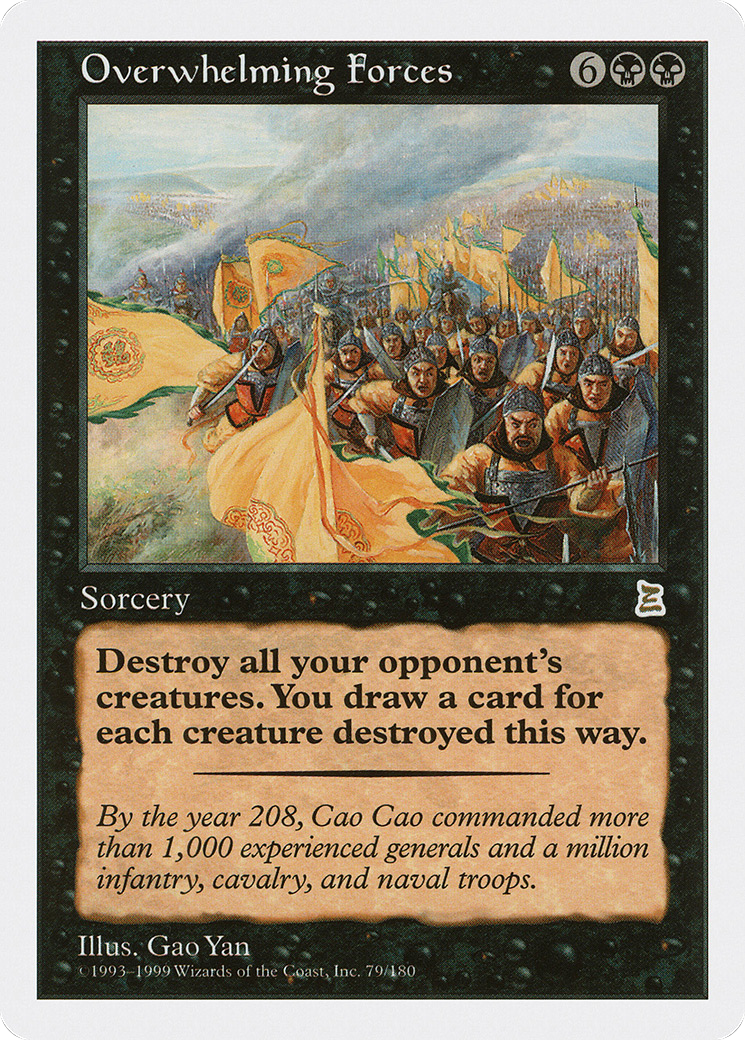 Overwhelming Forces 6
Sorcery
Destroy all your opponent's
creatures. You draw a card for
each creature destroyed this way.
By the year 208, Cao Cao commanded more
than 1,000 experienced generals and a million
infantry, cavalry, and naval troops.
Illus. Gao Yan
©1993–1999 Wizards of the Coast, Inc. 79/180